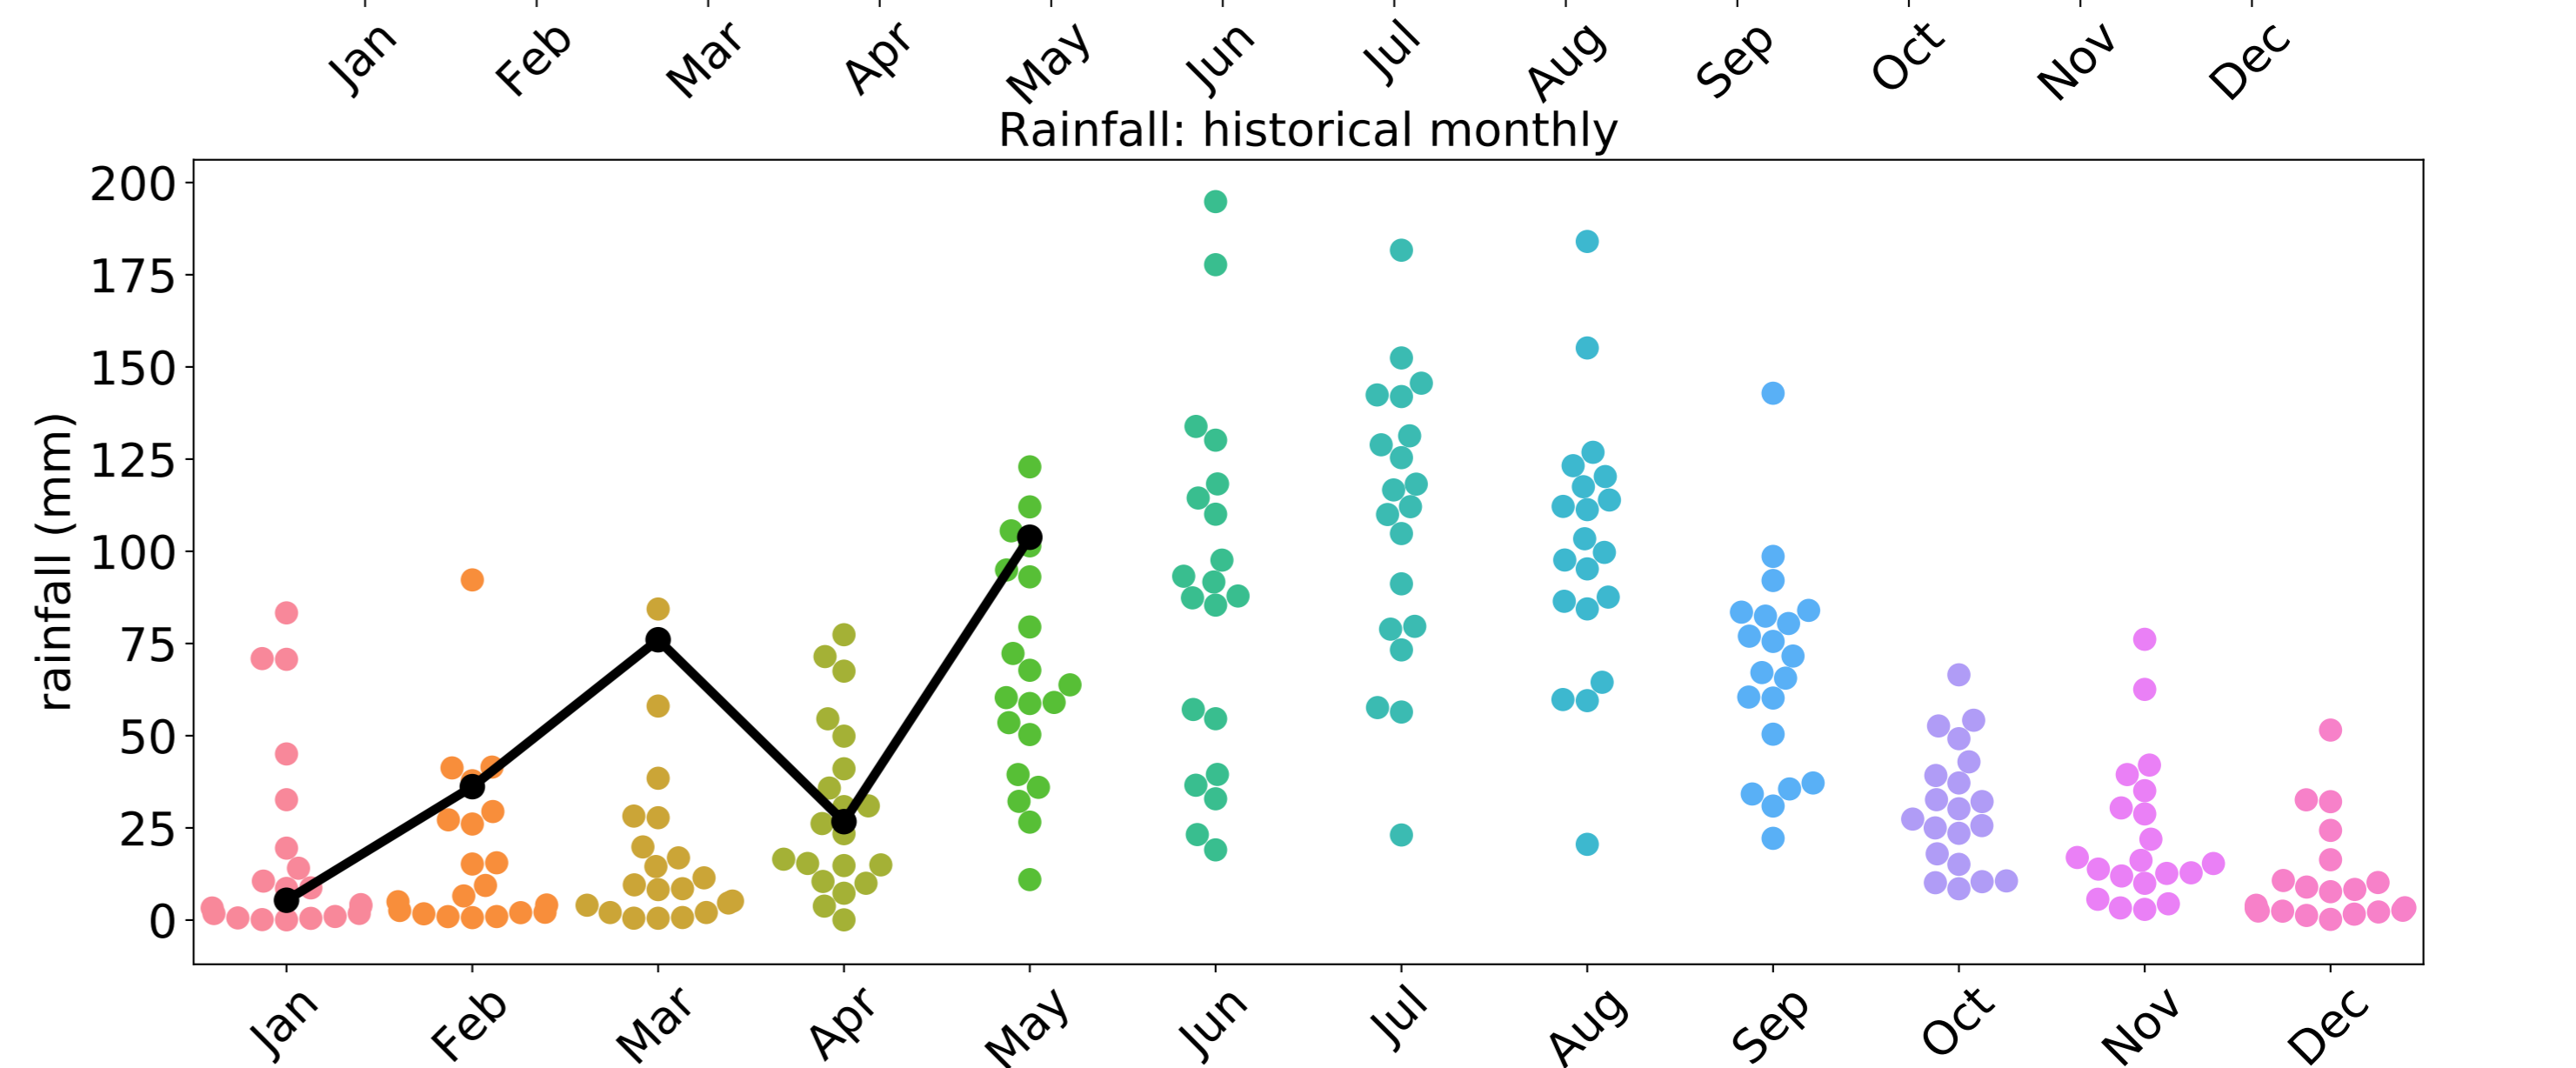 Jan Feb Mar Apr May Jun Jul Aug Sep Oct Nov Dec
Rainfall: historical monthly
200
175
150
125
100
75
50
25
0
rainfall (mm)
Jan Feb Mar Apr May Jun Jul Aug Sep Oct Nov Dec